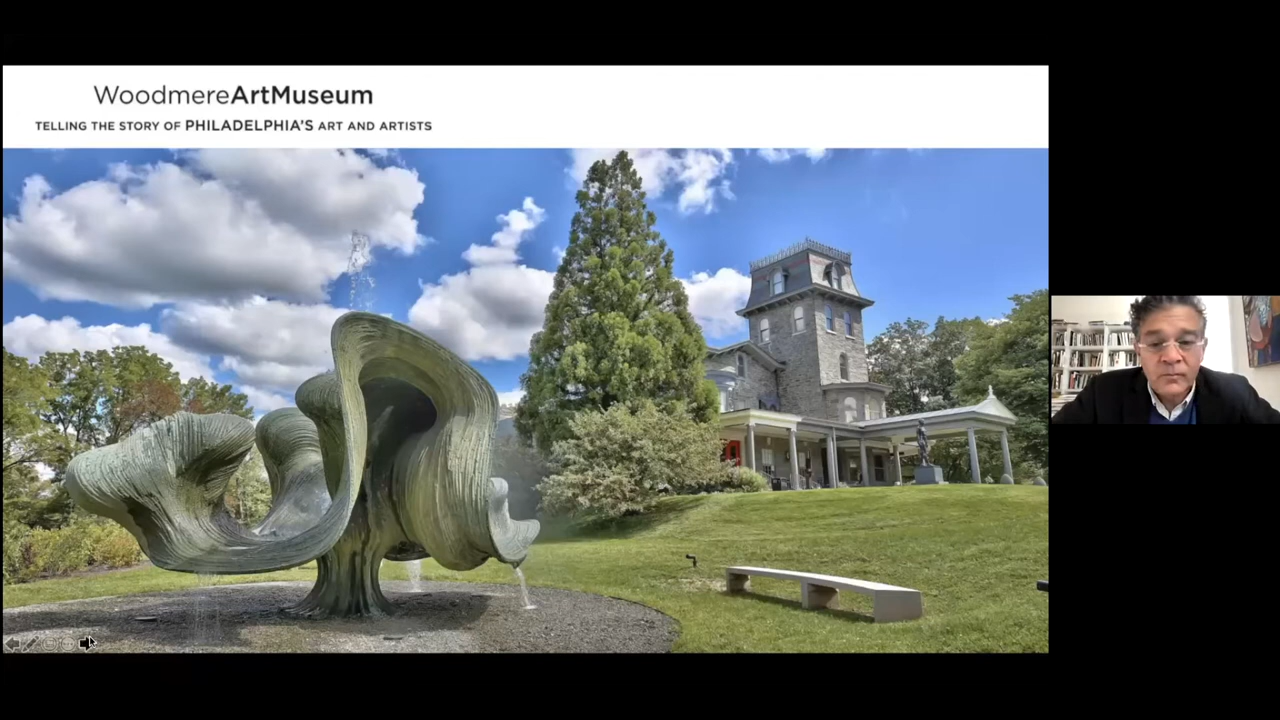 WoodmereArtMuseum
TELLING THE STORY OF PHILADELPHIA'S ART AND ARTISTS